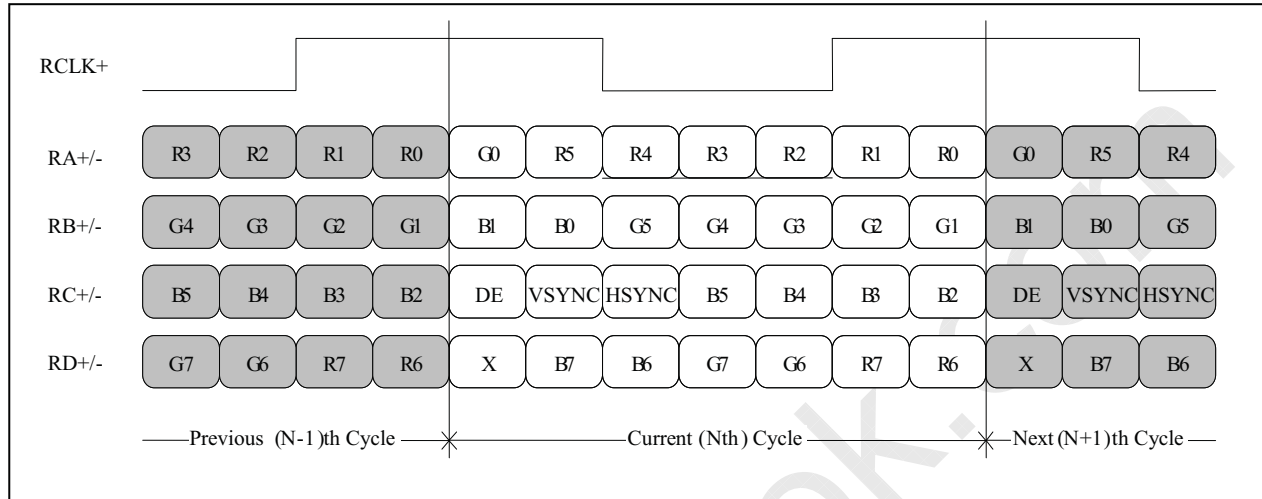 RCLK+
RA+/- R3 R2 R1 R0 G0 R5 R4 R3 R2 R1 R0 G0 R5 R4
RB+/- G4 G3 G2 G1 B1 B0 G5 G4 G3 G2 G1 B1 B0 G5
RC+/- B5 B4 B3 B2 DE VSYNC HSYNC B5 B4 B3 B2 DE VSYNC HSYNC
RD+/- G7 G6 R7 R6 X B7 B6 G7 G6 R7 R6 X B7 B6
Previous (N-1)th Cycle Current (Nth) Cycle Next (N+1)th Cycle